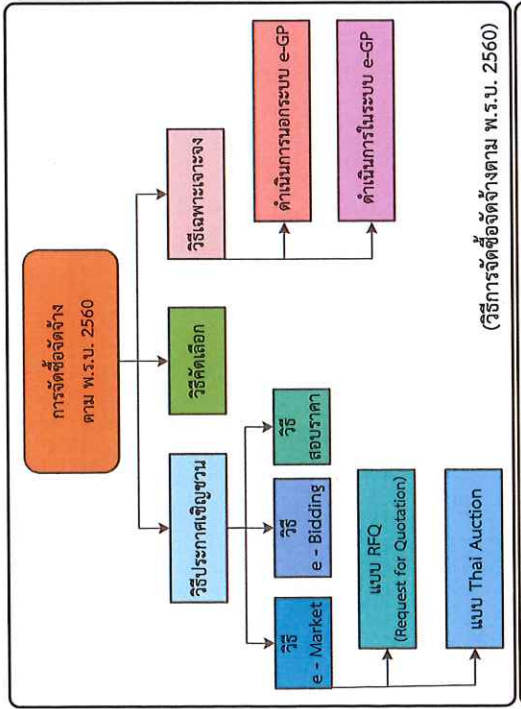 การจัดซื้อจัดจ้าง
ตาม พ.ร.บ. 2560
วิธีประกาศเชิญชวน
วิธีคัดเลือก
วิธีเฉพาะเจาะจง
วิธี
e - Market
วิธี
e - Bidding
วิธี
สอบราคา
ดำเนินการนอกระบบ e-GP
ดำเนินการในระบบ e-GP
แบบ RFQ
(Request for Quotation)
แบบ Thai Auction
(วิธีการจัดซื้อจัดจ้างตาม พ.ร.บ. 2560)